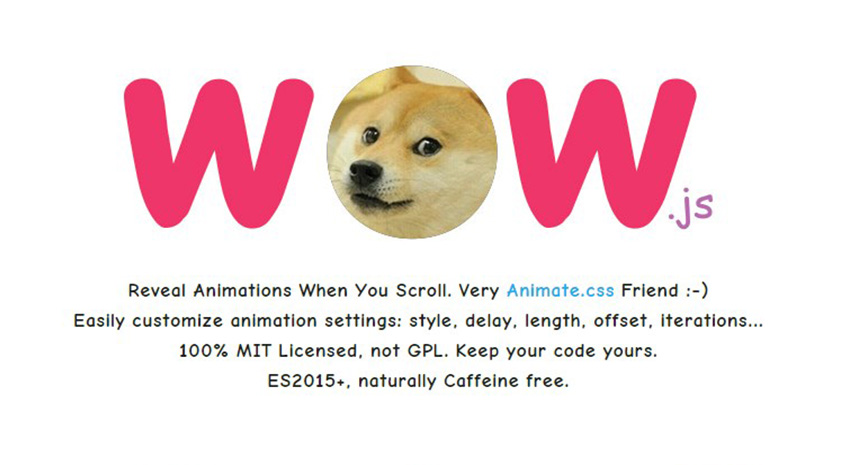 WOW.js
Reveal Animations When You Scroll. Very Animate.css Friend :-)
Easily customize animation settings: style, delay, length, offset, iterations...
100% MIT Licensed, not GPL. Keep your code yours.
ES2015+, naturally Caffeine free.